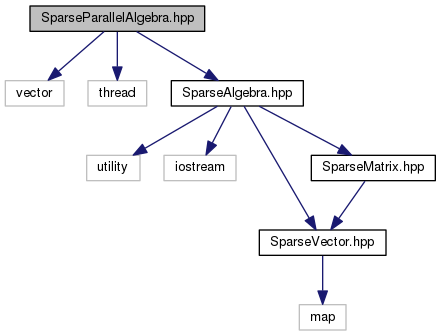 SparseParallelAlgebra.hpp
vector
thread
SparseAlgebra.hpp
utility
iostream
SparseMatrix.hpp
SparseVector.hpp
map